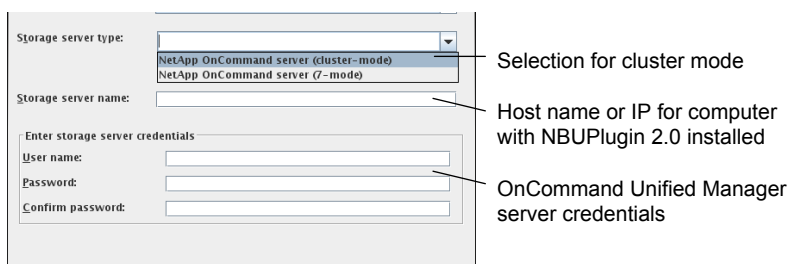 Storage server type:
NetApp OnCommand server (cluster-mode)
NetApp OnCommand server (7-mode)
Selection for cluster mode
Storage server name:
Host name or IP for computer
with NBUPlugin 2.0 installed
Enter storage server credentials
User name:
Password:
Confirm password:
OnCommand Unified Manager
server credentials